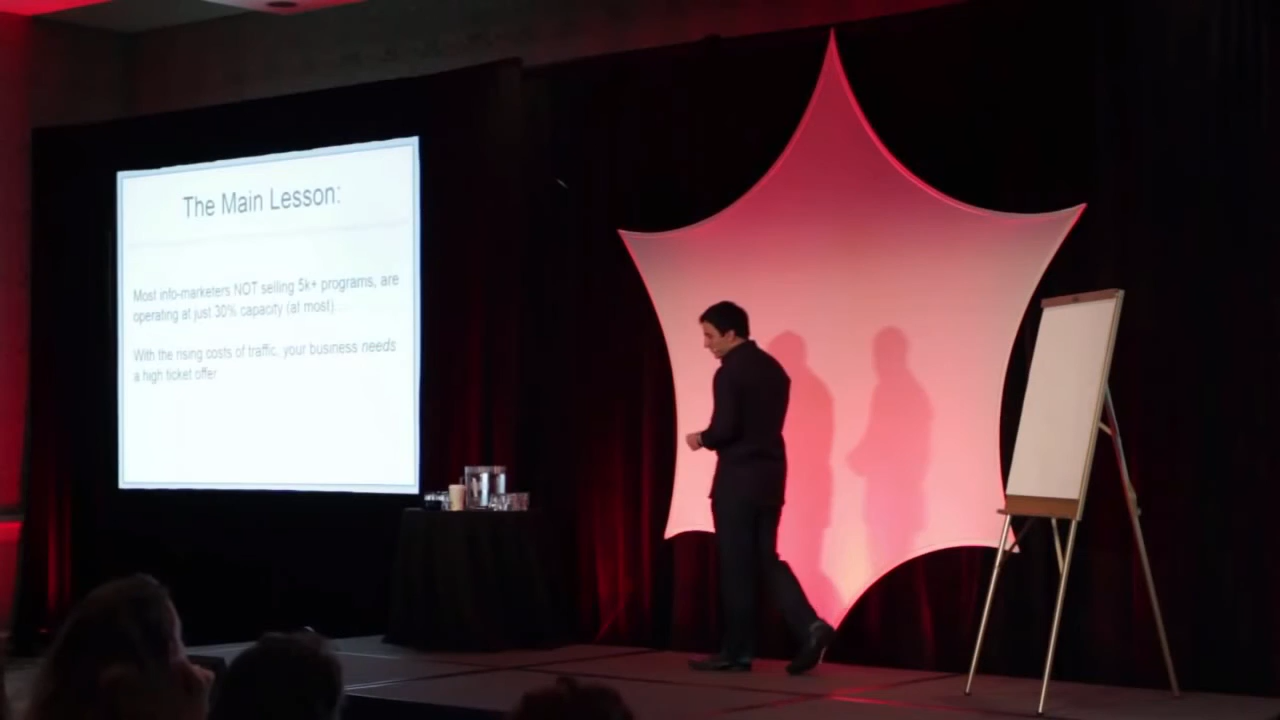 The Main Lesson:
Most info-marketers NOT selling 5k+ programs, are
operating at just 30% capacity (at most)...
With the rising costs of traffic, your business needs
a high ticket offer